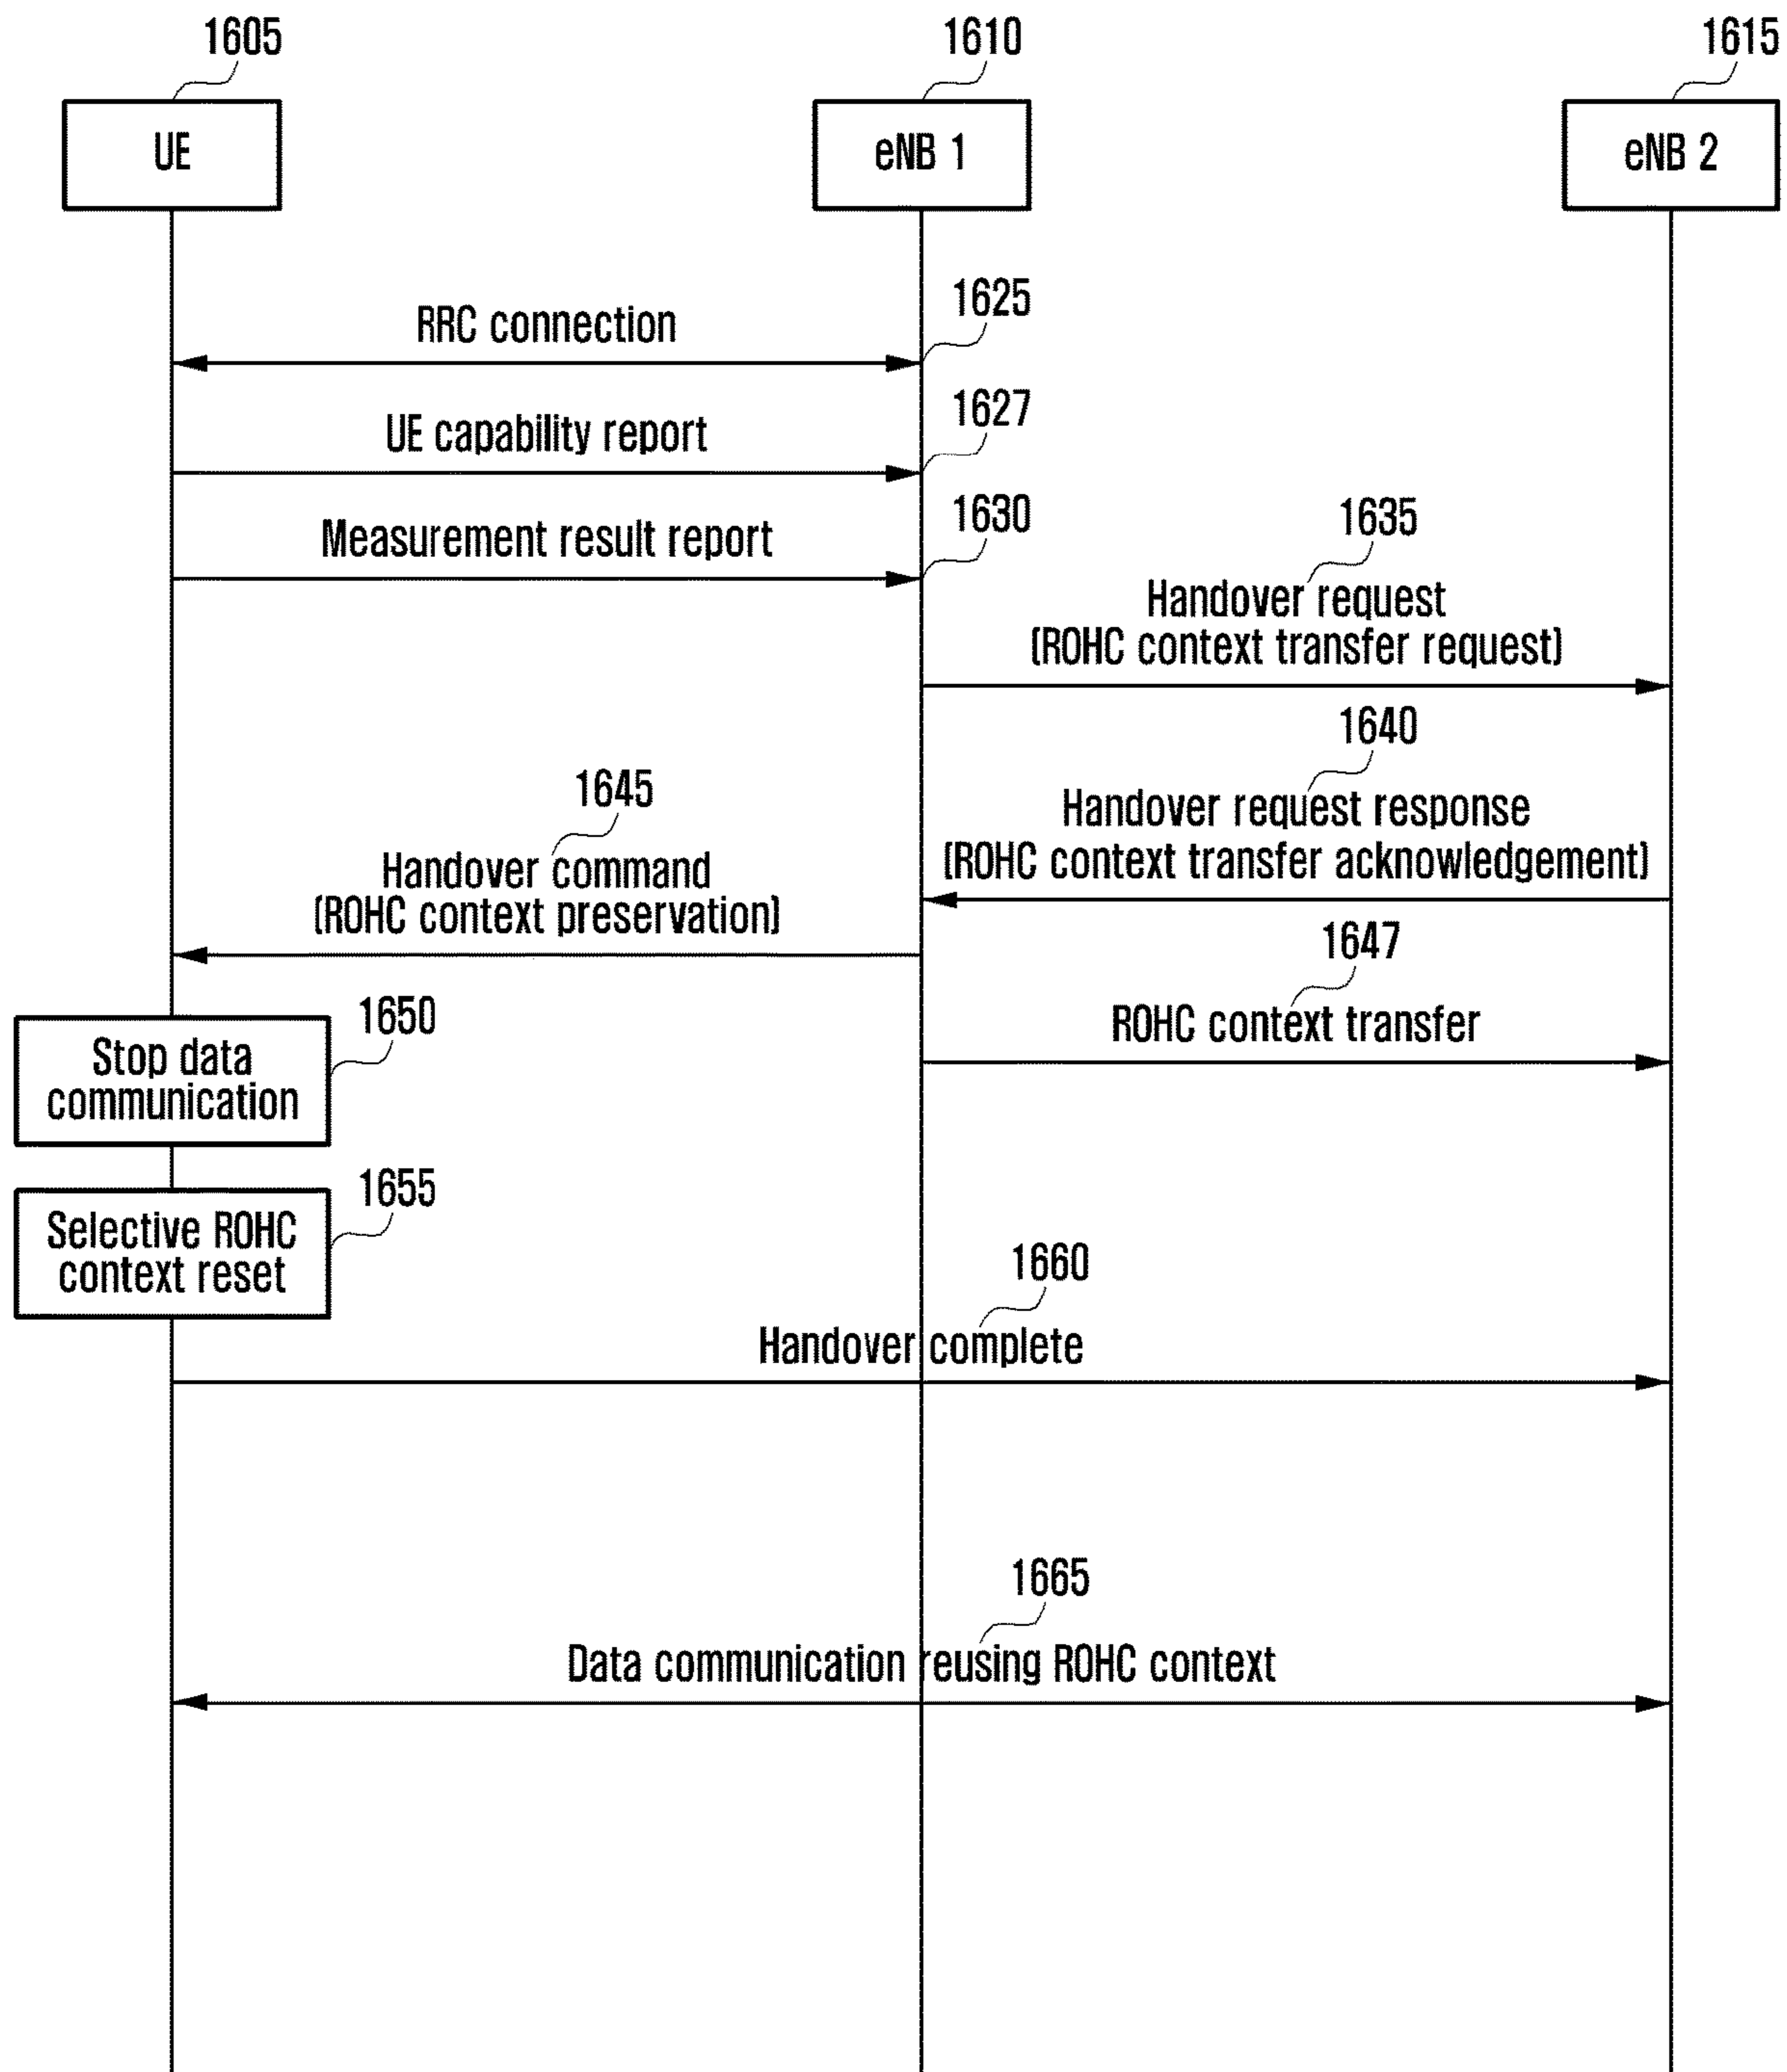 1605
1610
1615
UE
eNB 1
eNB 2
1625
RRC connection
1627
UE capability report
1630
Measurement result report
1635
Handover request
(ROHC context transfer request)
1640
Handover request response
(ROHC context transfer acknowledgement)
1645
Handover command
(ROHC context preservation)
1647
ROHC context transfer
1650
Stop data
communication
1655
Selective ROHC
context reset
1660
Handover complete
1665
Data communication reusing ROHC context